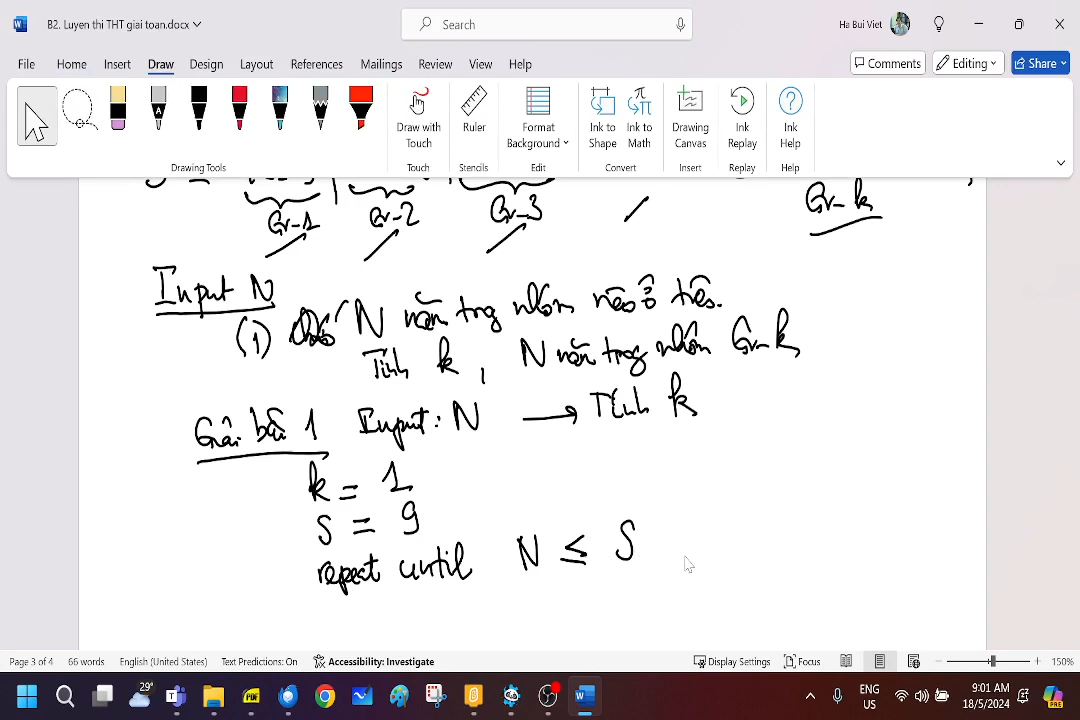 B2. Luyen thi THT giai toan.docx
Search
Ha Bui Viet
File Home Insert Draw Design Layout References Mailings Review View Help
Comments Editing Share
Draw with Touch
Ruler
Format Background
Ink to Shape
Ink to Math
Drawing Canvas
Ink Replay
Ink Help
Drawing Tools Touch Stencils Edit Convert Insert Replay Help
Gr-1 Gr-2 Gr-3 Gr-k
Input N
(1) N nằm trong nhóm nào ở trên.
Tính k, N nằm trong nhóm Gr-k
Giải bài 1 Input: N → Tính k
k = 1
S = 9
repeat until N ≤ S
Page 3 of 4 66 words English (United States) Text Predictions: On Accessibility: Investigate Display Settings Focus 150%
29°
ENG
US
9:01 AM
18/5/2024
PRE